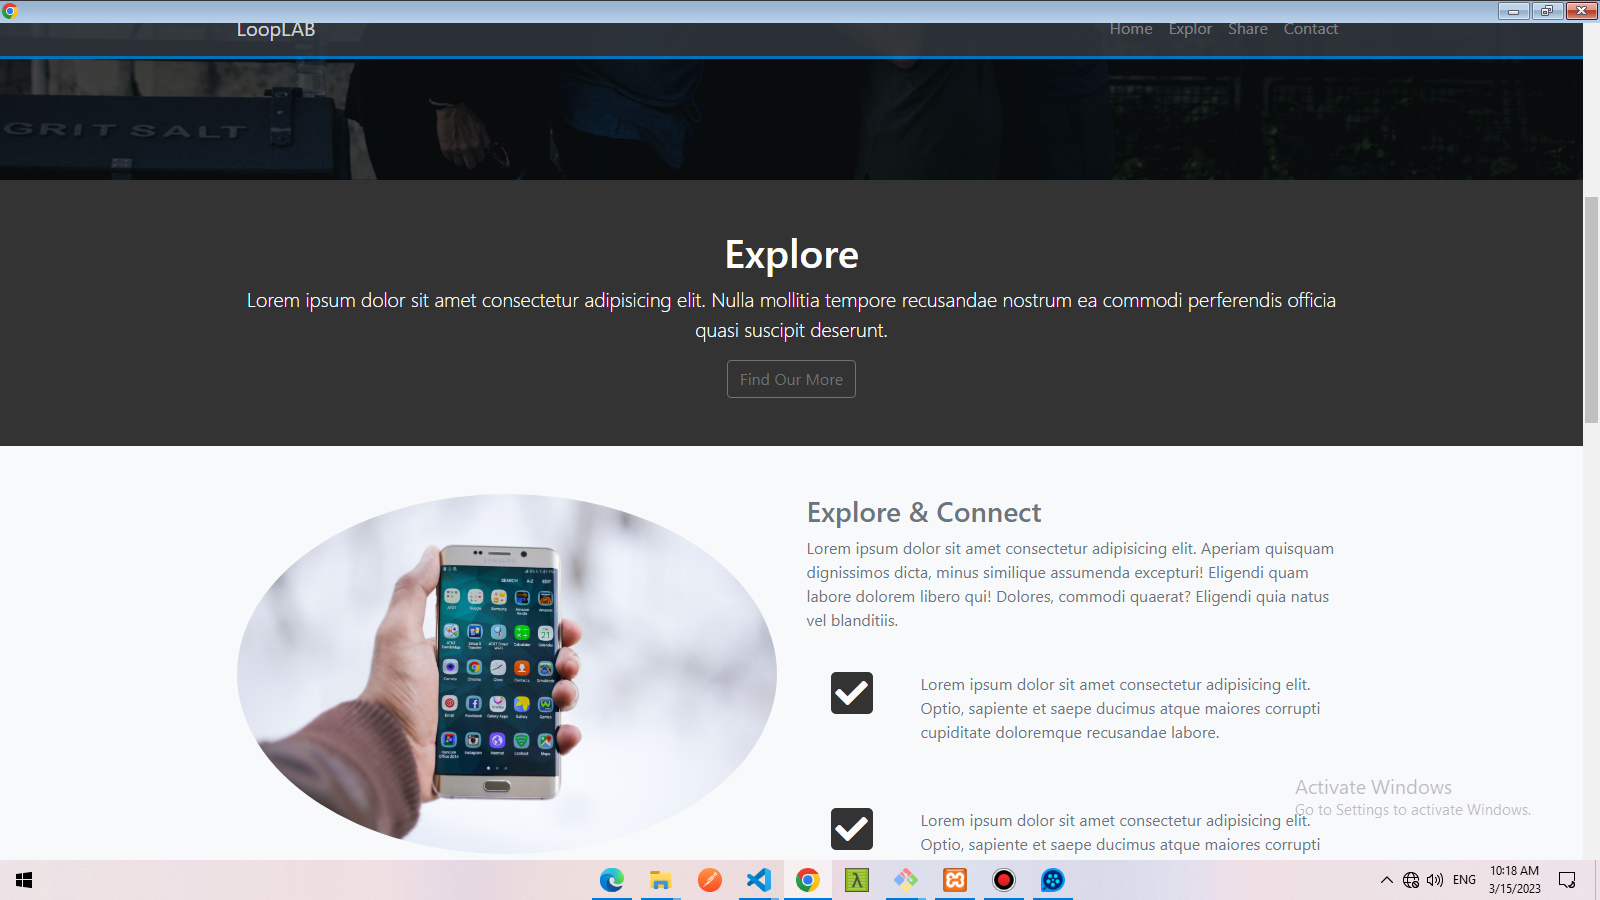 LoopLAB
Home Explor Share Contact
GRIT SALT
Explore
Lorem ipsum dolor sit amet consectetur adipisicing elit. Nulla mollitia tempore recusandae nostrum ea commodi perferendis officia
quasi suscipit deserunt.
Find Our More
Explore & Connect
Lorem ipsum dolor sit amet consectetur adipisicing elit. Aperiam quisquam
dignissimos dicta, minus similique assumenda excepturi! Eligendi quam
labore dolorem libero qui! Dolores, commodi quaerat? Eligendi quia natus
vel blanditiis.
SEARCH A-Z EDIT
Lorem ipsum dolor sit amet consectetur adipisicing elit.
Optio, sapiente et saepe ducimus atque maiores corrupti
cupiditate doloremque recusandae labore.
Lorem ipsum dolor sit amet consectetur adipisicing elit.
Optio, sapiente et saepe ducimus atque maiores corrupti
Activate Windows
Go to Settings to activate Windows.
ENG
10:18 AM
3/15/2023